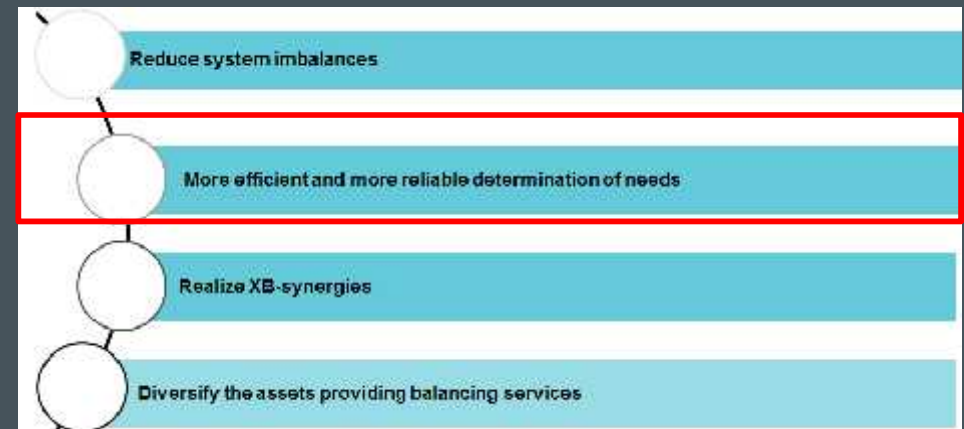 Reduce system imbalances
More efficient and more reliable determination of needs
Realize XB-synergies
Diversify the assets providing balancing services